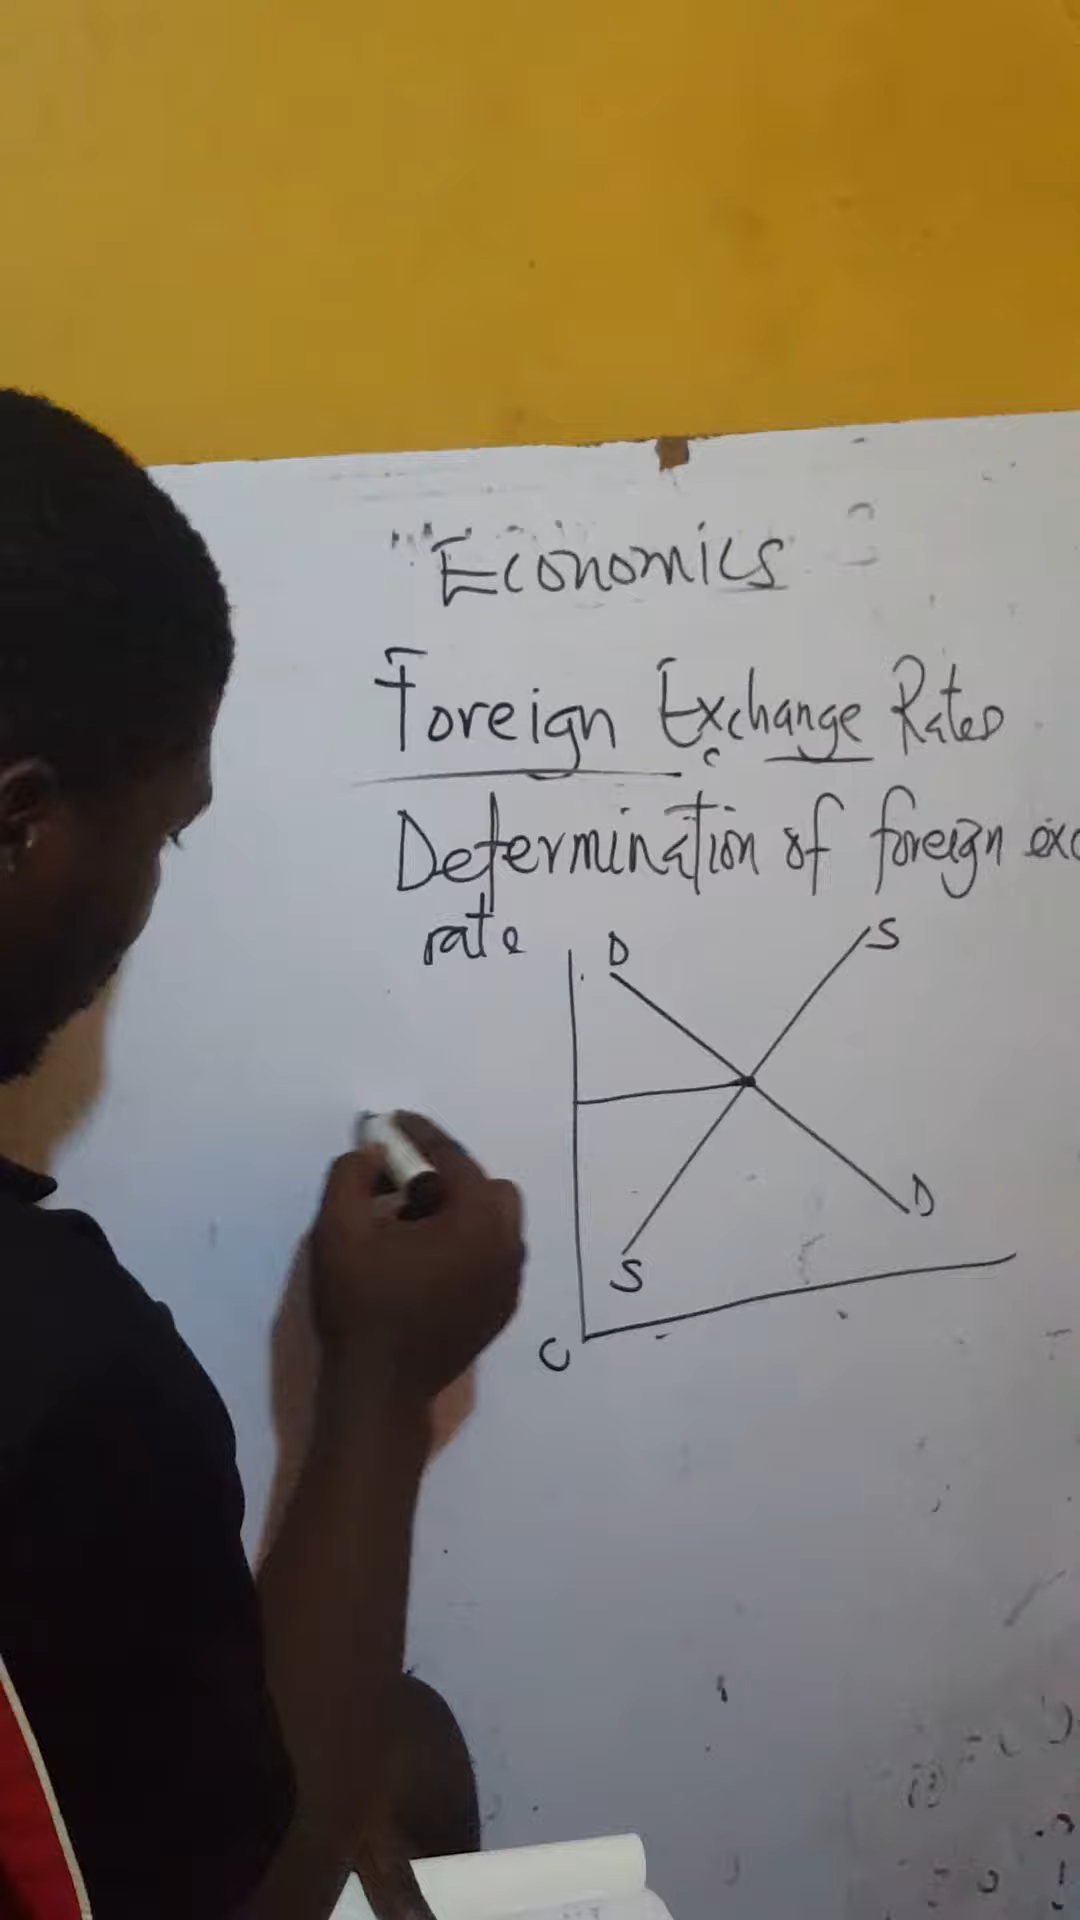 Economics
Foreign Exchange Rates
Determination of foreign exc
rate
D
S
D
S
O